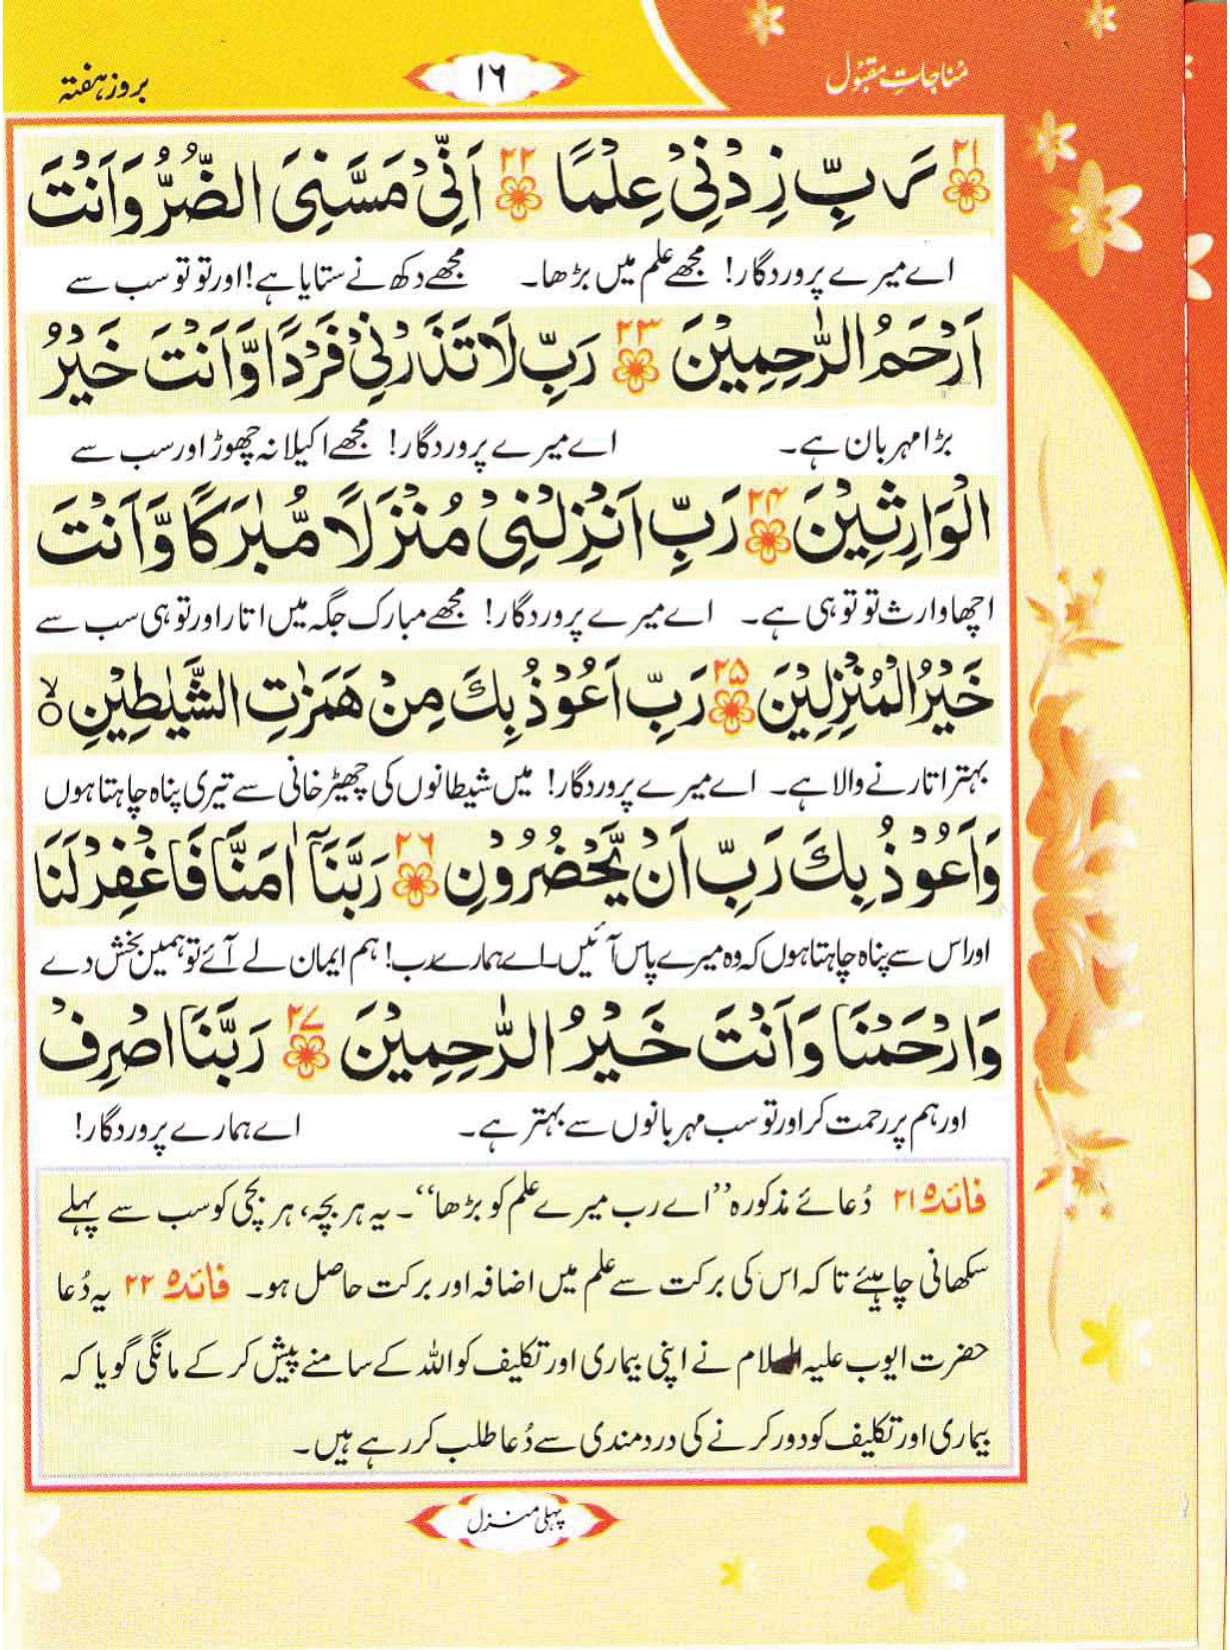 مُناجاتِ مقبُول
١٦
بروز ہفتہ
٢١ رَبِّ زِدْنِيْ عِلْمًا ٢٢ اَنِّيْ مَسَّنِيَ الضُّرُّ وَاَنْتَ
اے میرے پروردگار! مجھے علم میں بڑھا۔ مجھے دکھ نے ستایا ہے! اور تو تو سب سے
اَرْحَمُ الرّٰحِمِيْنَ ٢٣ رَبِّ لَا تَذَرْنِيْ فَرْدًا وَّاَنْتَ خَيْرُ
بڑا مہربان ہے۔ اے میرے پروردگار! مجھے اکیلا نہ چھوڑ اور سب سے
الْوَارِثِيْنَ ٢٤ رَبِّ اَنْزِلْنِيْ مُنْزَلًا مُّبٰرَكًا وَّاَنْتَ
اچھا وارث تو تو ہی ہے۔ اے میرے پروردگار! مجھے مبارک جگہ میں اتار اور تو ہی سب سے
خَيْرُ الْمُنْزِلِيْنَ ٢٥ رَبِّ اَعُوْذُ بِكَ مِنْ هَمَزٰتِ الشَّيٰطِيْنِ ۙ
بہتر اتارنے والا ہے۔ اے میرے پروردگار! میں شیطانوں کی چھیڑ خانی سے تیری پناہ چاہتا ہوں
وَاَعُوْذُ بِكَ رَبِّ اَنْ يَّحْضُرُوْنِ ٢٦ رَبَّنَآ اٰمَنَّا فَاغْفِرْ لَنَا
اور اس سے پناہ چاہتا ہوں کہ وہ میرے پاس آئیں۔ اے ہمارے رب! ہم ایمان لے آئے تو ہمیں بخش دے
وَارْحَمْنَا وَاَنْتَ خَيْرُ الرّٰحِمِيْنَ ٢٧ رَبَّنَا اصْرِفْ
اور ہم پر رحمت کر اور تو سب مہربانوں سے بہتر ہے۔ اے ہمارے پروردگار!
فائدہ ٢١ دُعائے مذکورہ ’’اے رب میرے علم کو بڑھا‘‘۔ یہ ہر بچہ، ہر بچی کو سب سے پہلے
سکھانی چاہیئے تاکہ اس کی برکت سے علم میں اضافہ اور برکت حاصل ہو۔ فائدہ ٢٢ یہ دُعا
حضرت ایوب علیہ السلام نے اپنی بیماری اور تکلیف کو اللہ کے سامنے پیش کر کے مانگی گویا کہ
بیماری اور تکلیف کو دور کرنے کی دردمندی سے دُعا طلب کر رہے ہیں۔
پہلی منزل